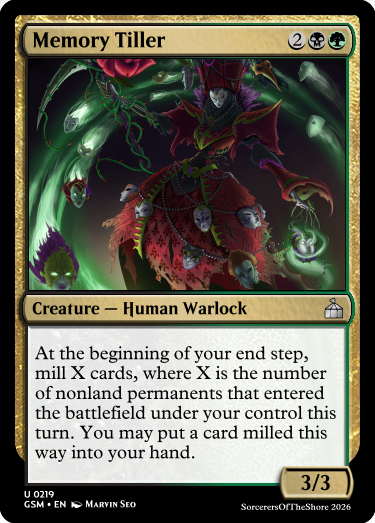 Memory Tiller 2
Creature — Human Warlock
At the beginning of your end step,
mill X cards, where X is the number
of nonland permanents that entered
the battlefield under your control this
turn. You may put a card milled this
way into your hand.
3/3
U 0219
GSM • EN Marvin Seo
SorcerersOfTheShore 2026